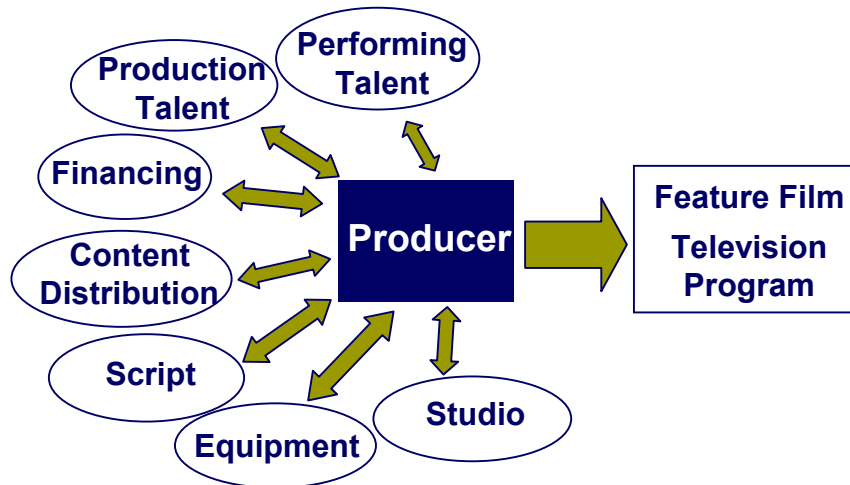 Performing
Talent
Production
Talent
Financing
Content
Distribution
Script
Equipment
Studio
Producer
Feature Film
Television
Program